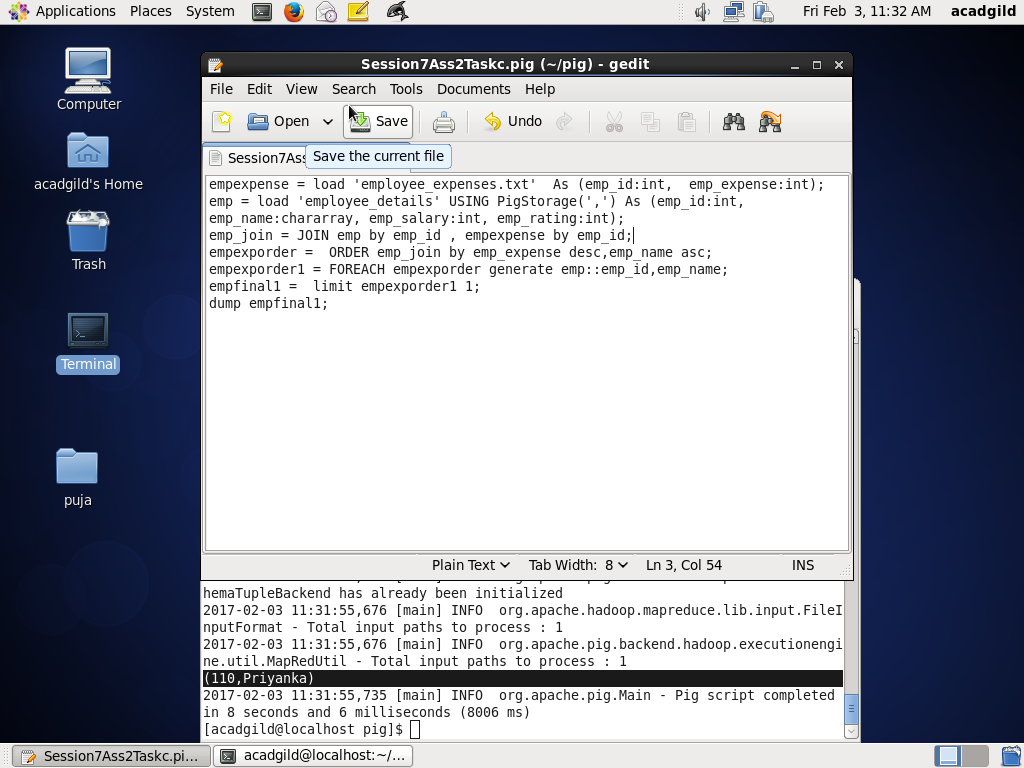 Applications Places System
Fri Feb 3, 11:32 AM acadgild
Computer
acadgild's Home
Trash
Terminal
puja
Session7Ass2Taskc.pig (~/pig) - gedit
File Edit View Search Tools Documents Help
Open Save Undo
Session7Ass
Save the current file
empexpense = load 'employee_expenses.txt'  As (emp_id:int,  emp_expense:int);
emp = load 'employee_details' USING PigStorage(',') As (emp_id:int,
emp_name:chararray, emp_salary:int, emp_rating:int);
emp_join = JOIN emp by emp_id , empexpense by emp_id;
empexporder =  ORDER emp_join by emp_expense desc,emp_name asc;
empexporder1 = FOREACH empexporder generate emp::emp_id,emp_name;
empfinal1 =  limit empexporder1 1;
dump empfinal1;
Plain Text Tab Width: 8 Ln 3, Col 54 INS
hemaTupleBackend has already been initialized
2017-02-03 11:31:55,676 [main] INFO  org.apache.hadoop.mapreduce.lib.input.FileI
nputFormat - Total input paths to process : 1
2017-02-03 11:31:55,676 [main] INFO  org.apache.pig.backend.hadoop.executionengi
ne.util.MapRedUtil - Total input paths to process : 1
(110,Priyanka)
2017-02-03 11:31:55,735 [main] INFO  org.apache.pig.Main - Pig script completed
in 8 seconds and 6 milliseconds (8006 ms)
[acadgild@localhost pig]$
Session7Ass2Taskc.pi... acadgild@localhost:~/...